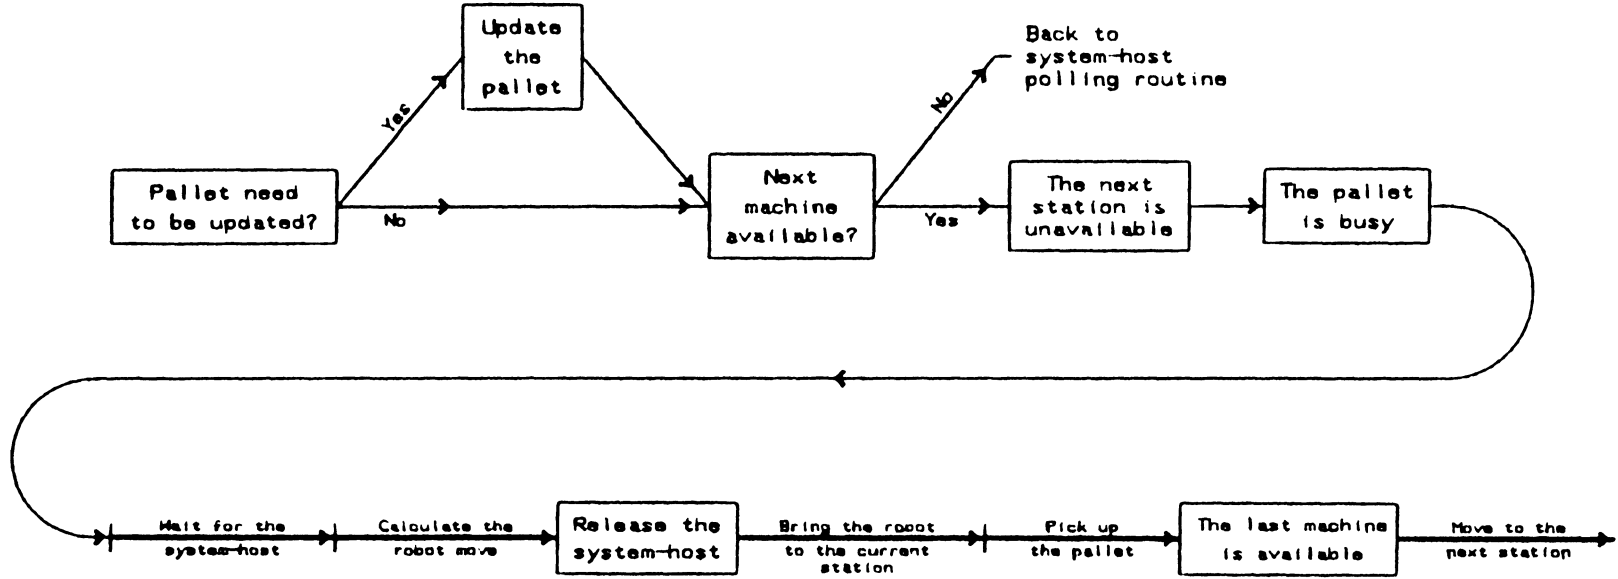 Update
the
pallet
Back to
system-host
polling routine
Yes
No
Pallet need
to be updated?
No
Next
machine
available?
Yes
The next
station is
unavailable
The pallet
is busy
Wait for the
system-host
Calculate the
robot move
Release the
system-host
Bring the robot
to the current
station
Pick up
the pallet
The last machine
is available
Move to the
next station